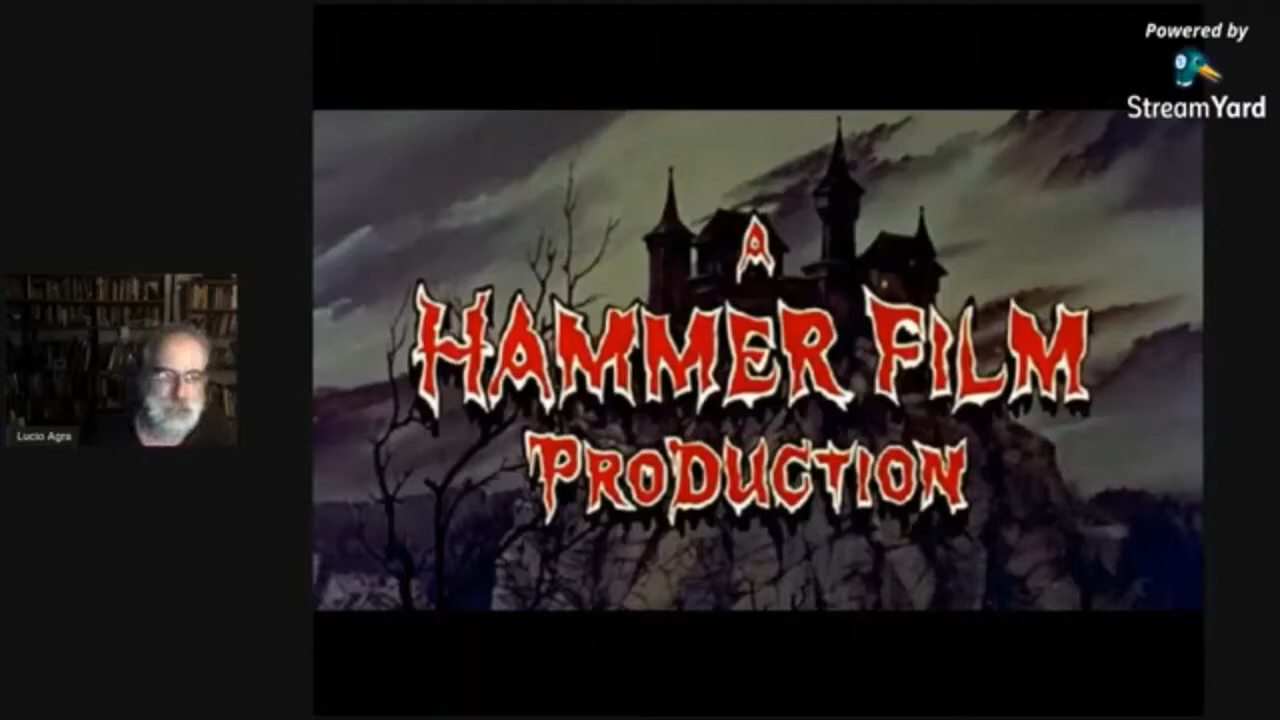 Powered by
StreamYard
A
HAMMER FILM
PRODUCTION
Lucio Agra